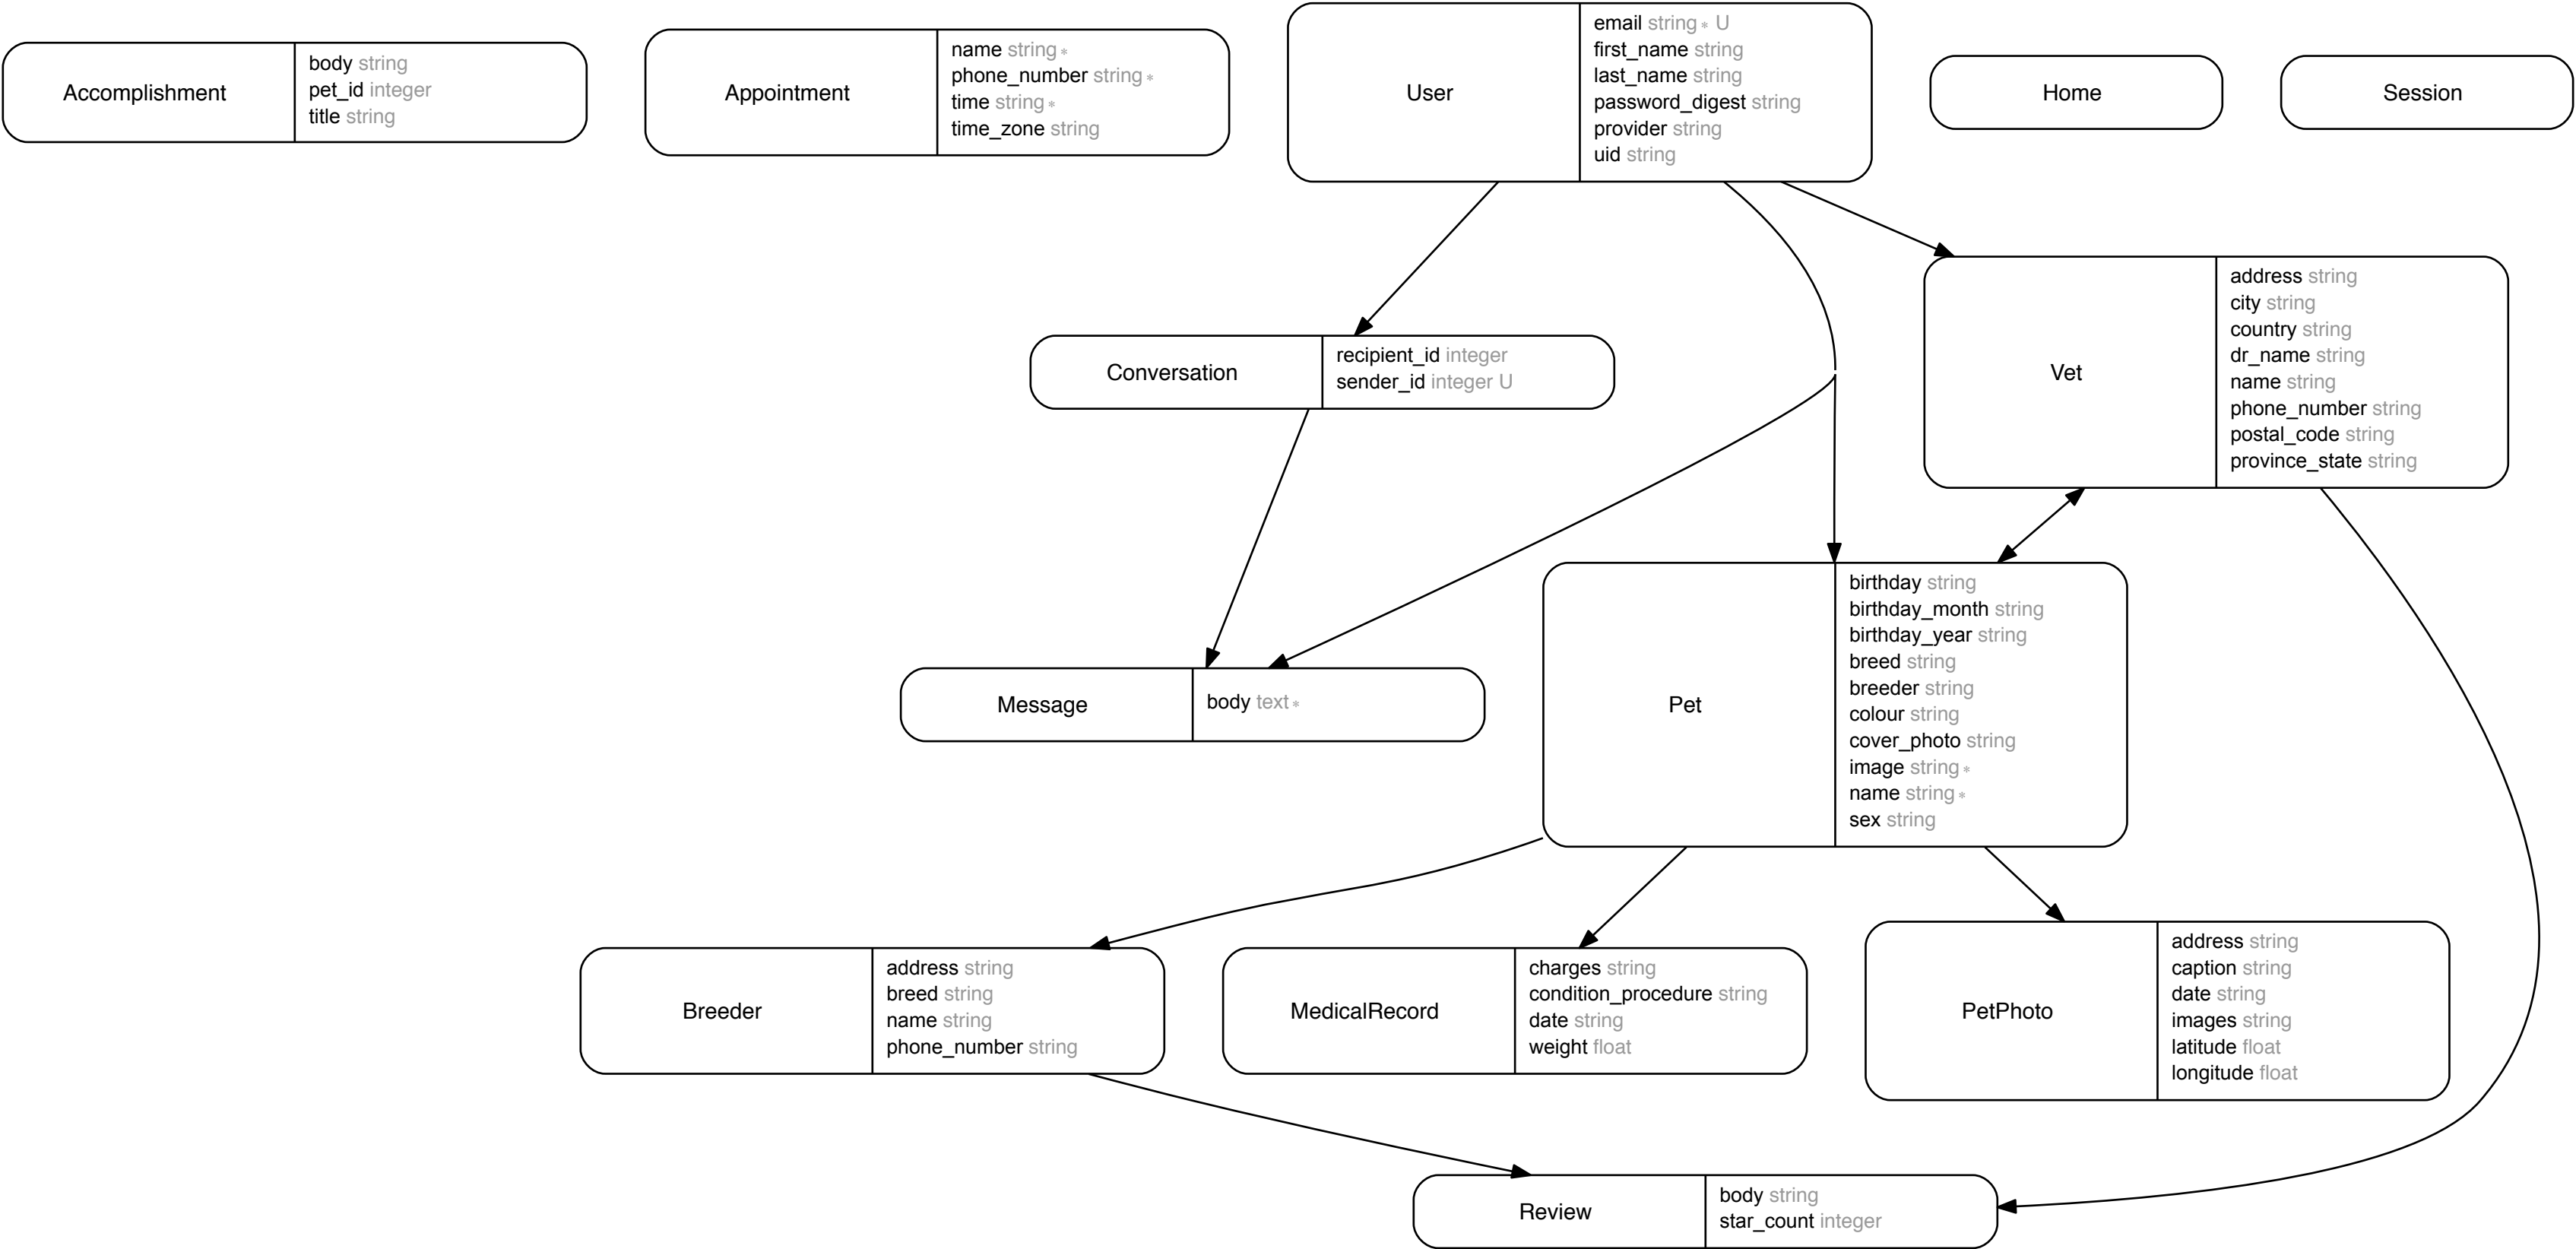 Accomplishment
body string
pet_id integer
title string
Appointment
name string *
phone_number string *
time string *
time_zone string
User
email string * U
first_name string
last_name string
password_digest string
provider string
uid string
Home
Session
Conversation
recipient_id integer
sender_id integer U
Vet
address string
city string
country string
dr_name string
name string
phone_number string
postal_code string
province_state string
Message
body text *
Pet
birthday string
birthday_month string
birthday_year string
breed string
breeder string
colour string
cover_photo string
image string *
name string *
sex string
Breeder
address string
breed string
name string
phone_number string
MedicalRecord
charges string
condition_procedure string
date string
weight float
PetPhoto
address string
caption string
date string
images string
latitude float
longitude float
Review
body string
star_count integer